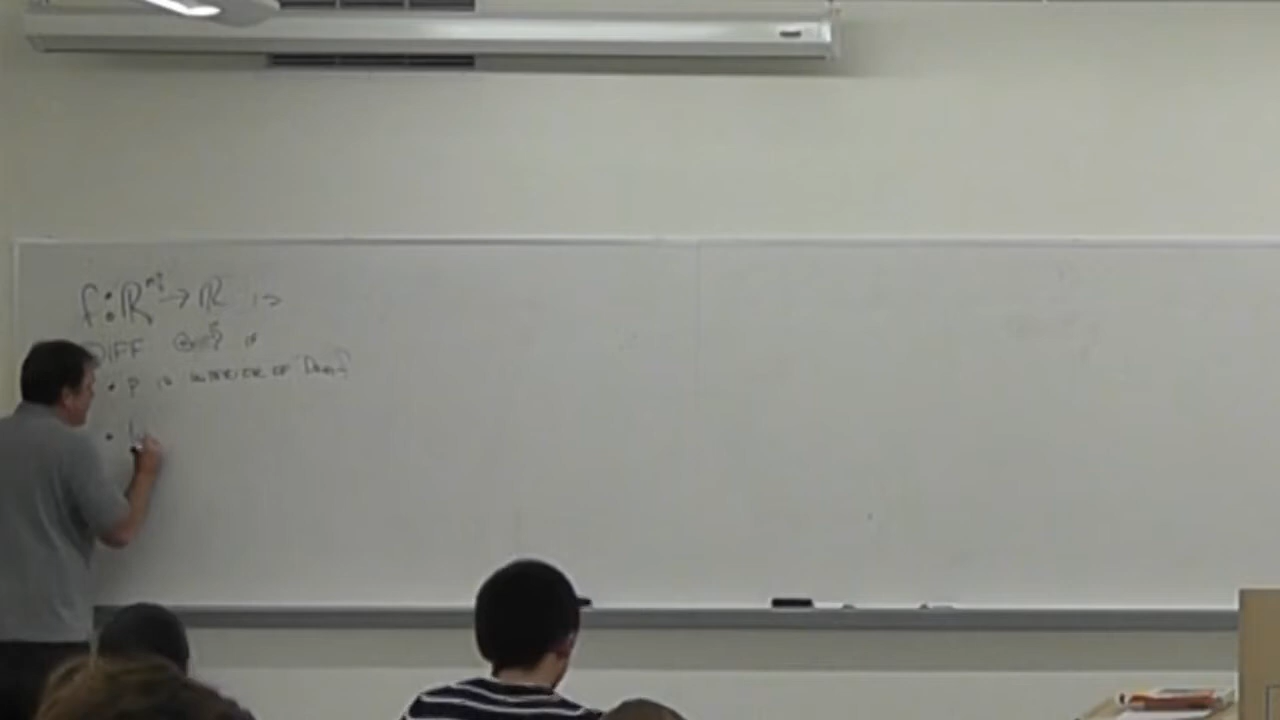 f: ℝⁿ → ℝ is
DIFF @ if
• p is INTERIOR OF Dom f
•